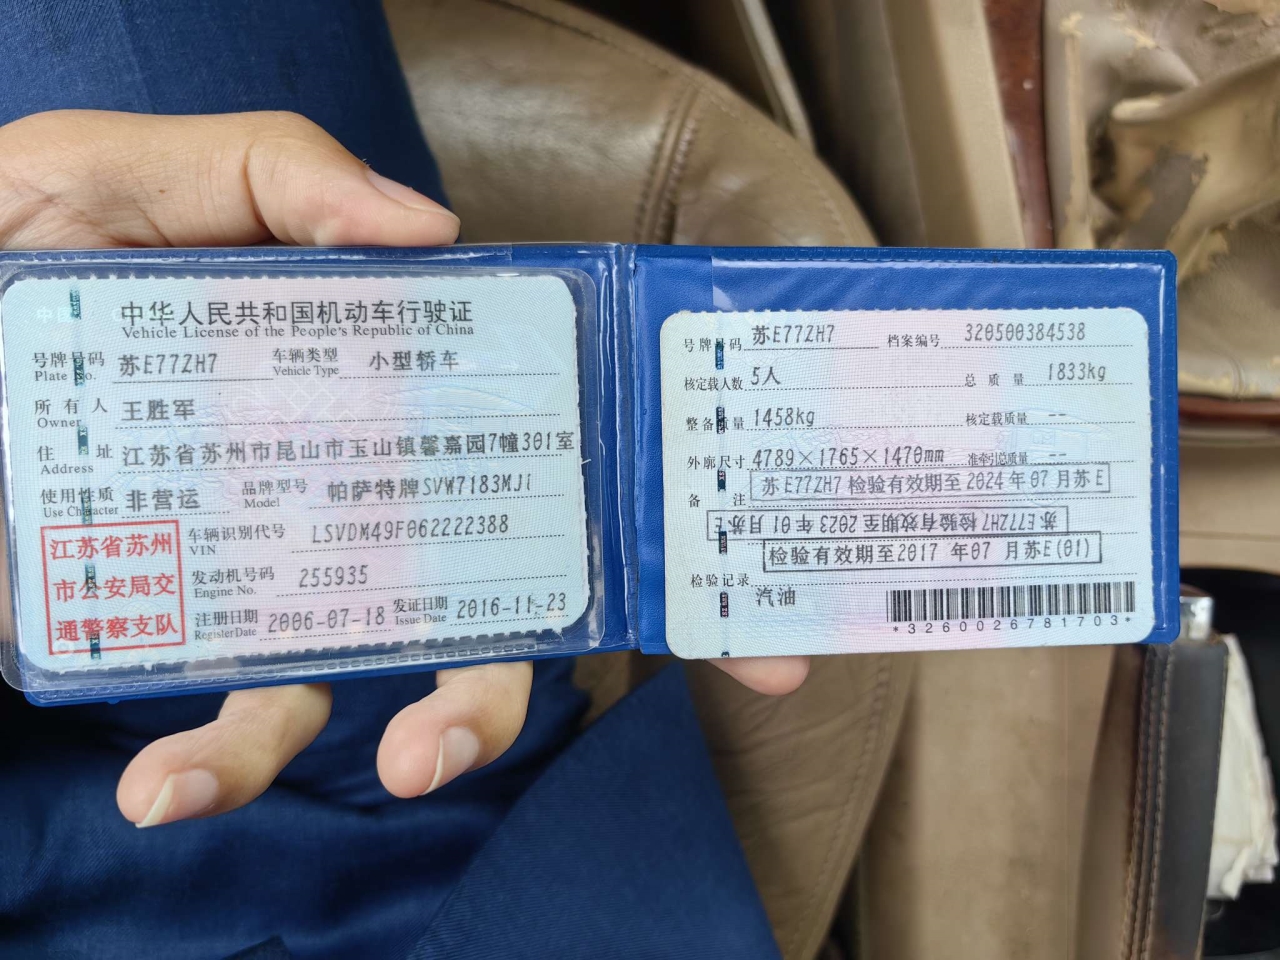 中华人民共和国机动车行驶证
Vehicle License of the People's Republic of China
号牌号码 苏E77ZH7 车辆类型 小型轿车
Plate No. Vehicle Type
所有人 王胜军
Owner
住址 江苏省苏州市昆山市玉山镇馨嘉园7幢301室
Address
使用性质 非营运 品牌型号 帕萨特牌SVW7183MJi
Use Character Model
江苏省苏州
市公安局交
通警察支队
车辆识别代号 LSVDM49F062222388
VIN
发动机号码 255935
Engine No.
注册日期 2006-07-18 发证日期 2016-11-23
Register Date Issue Date
号牌号码 苏E77ZH7 档案编号 320500384538
核定载人数 5人 总质量 1833kg
整备质量 1458kg 核定载质量 --
外廓尺寸 4789×1765×1470mm 准牵引总质量 --
备注 苏E77ZH7检验有效期至2024年07月苏E
苏E77ZH7检验有效期至2023年01月苏E
检验有效期至2017年07月苏E(01)
检验记录 汽油
*3260026781703*